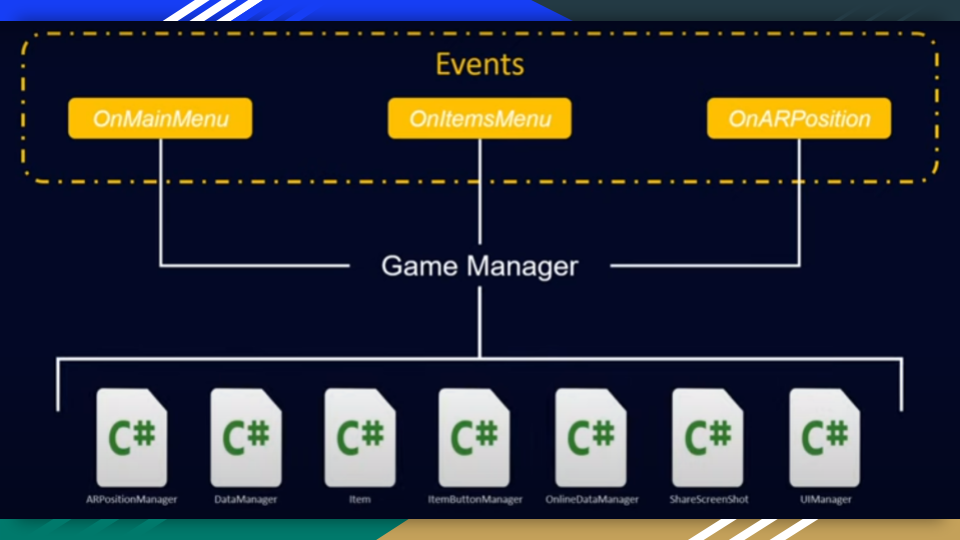 Events
OnMainMenu
OnItemsMenu
OnARPosition
Game Manager
C#
C#
C#
C#
C#
C#
C#
ARPositionManager
DataManager
Item
ItemButtonManager
OnlineDataManager
ShareScreenShot
UIManager